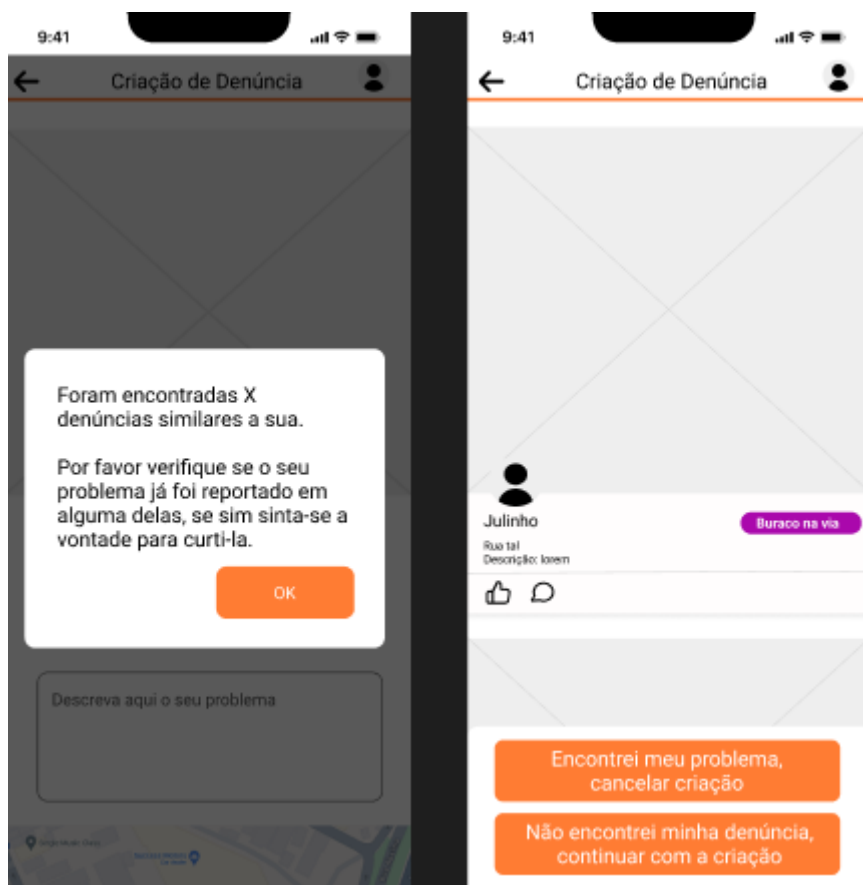 9:41
Criação de Denúncia
Foram encontradas X
denúncias similares a sua.
Por favor verifique se o seu
problema já foi reportado em
alguma delas, se sim sinta-se a
vontade para curti-la.
OK
Descreva aqui o seu problema
9:41
Criação de Denúncia
Julinho
Buraco na via
Rua tal
Descrição: lorem
Encontrei meu problema,
cancelar criação
Não encontrei minha denúncia,
continuar com a criação